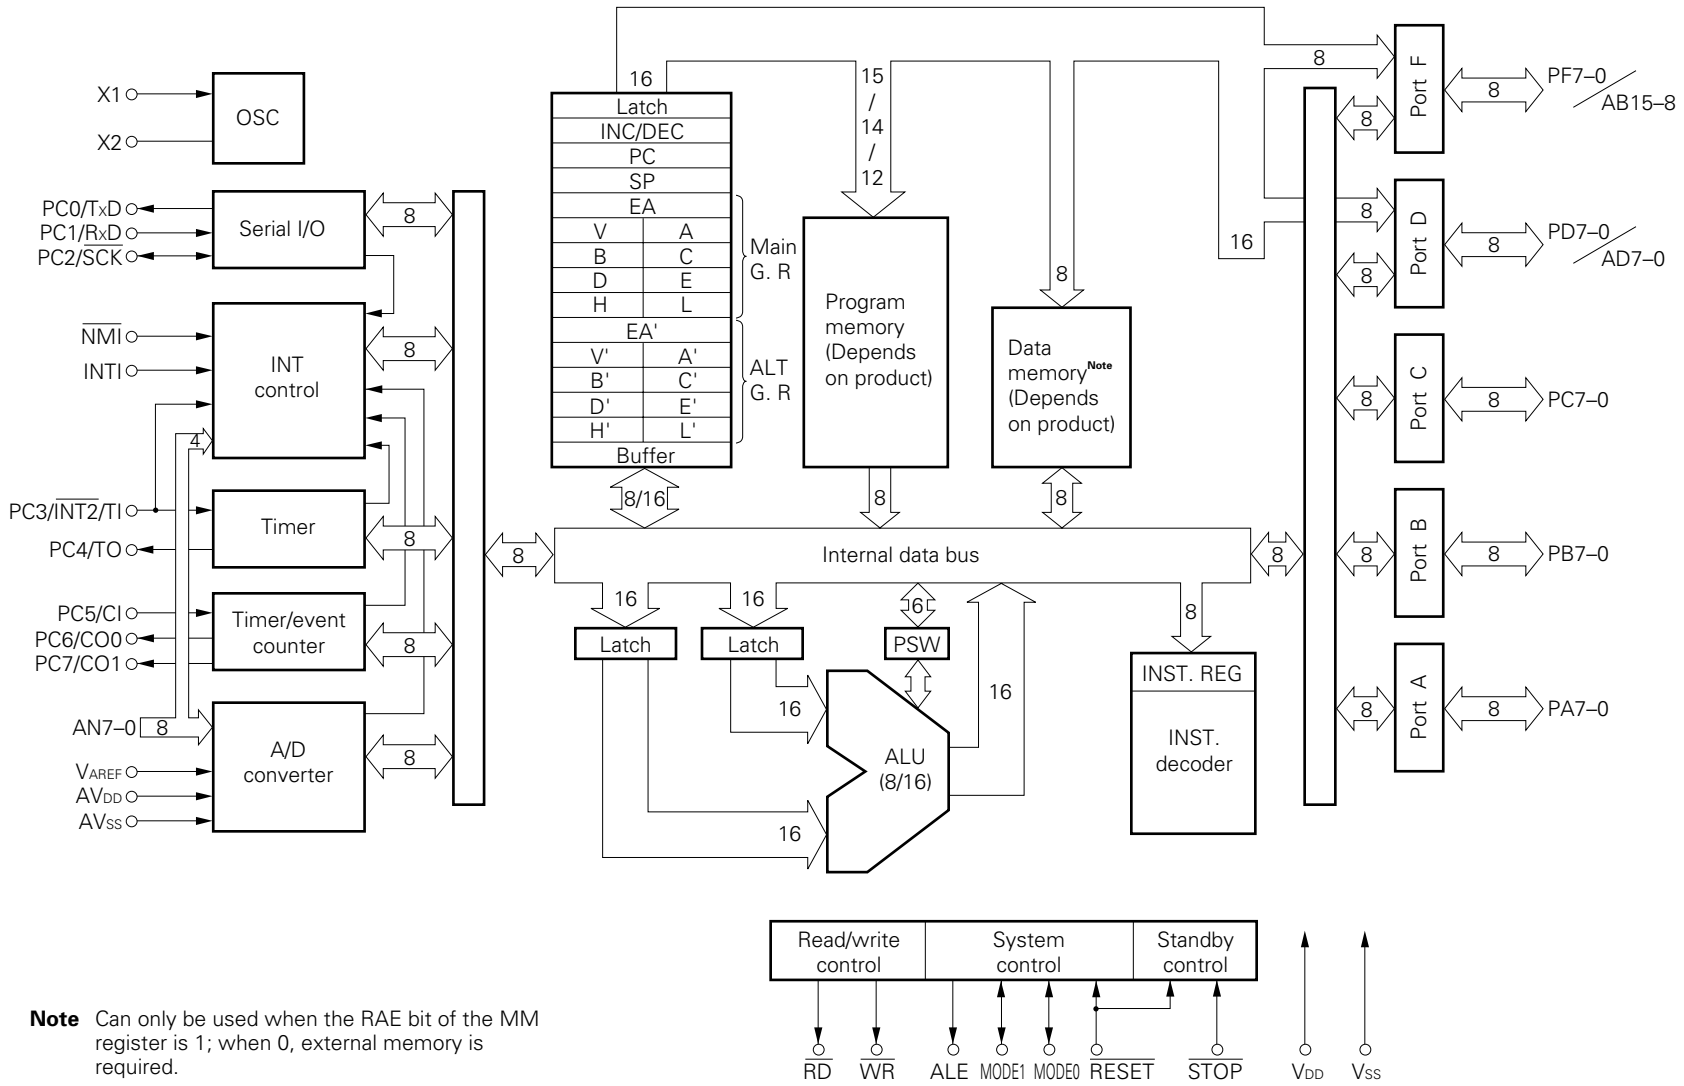 X1
X2
OSC
PC0/TxD
PC1/RxD
PC2/SCK
Serial I/O
8
NMI
INTI
INT
control
8
4
PC3/INT2/TI
PC4/TO
Timer
8
PC5/CI
PC6/CO0
PC7/CO1
Timer/event
counter
8
AN7–0
8
VAREF
AVDD
AVSS
A/D
converter
8
8
16
Latch
INC/DEC
PC
SP
EA
V A
B C
D E
H L
Main
G. R
EA'
V' A'
B' C'
D' E'
H' L'
ALT
G. R
Buffer
8/16
15
/
14
/
12
Program
memory
(Depends
on product)
8
8
Data
memoryNote
(Depends
on product)
8
16
Internal data bus
8
16
Latch
16
Latch
6
PSW
16
16
16
ALU
(8/16)
8
INST. REG
INST.
decoder
8
8
Port F
8
PF7–0
AB15–8
8
8
Port D
8
PD7–0
AD7–0
8
Port C
8
PC7–0
8
Port B
8
PB7–0
8
Port A
8
PA7–0
Read/write
control
System
control
Standby
control
RD
WR
ALE
MODE1
MODE0
RESET
STOP
VDD
VSS
Note Can only be used when the RAE bit of the MM
register is 1; when 0, external memory is
required.